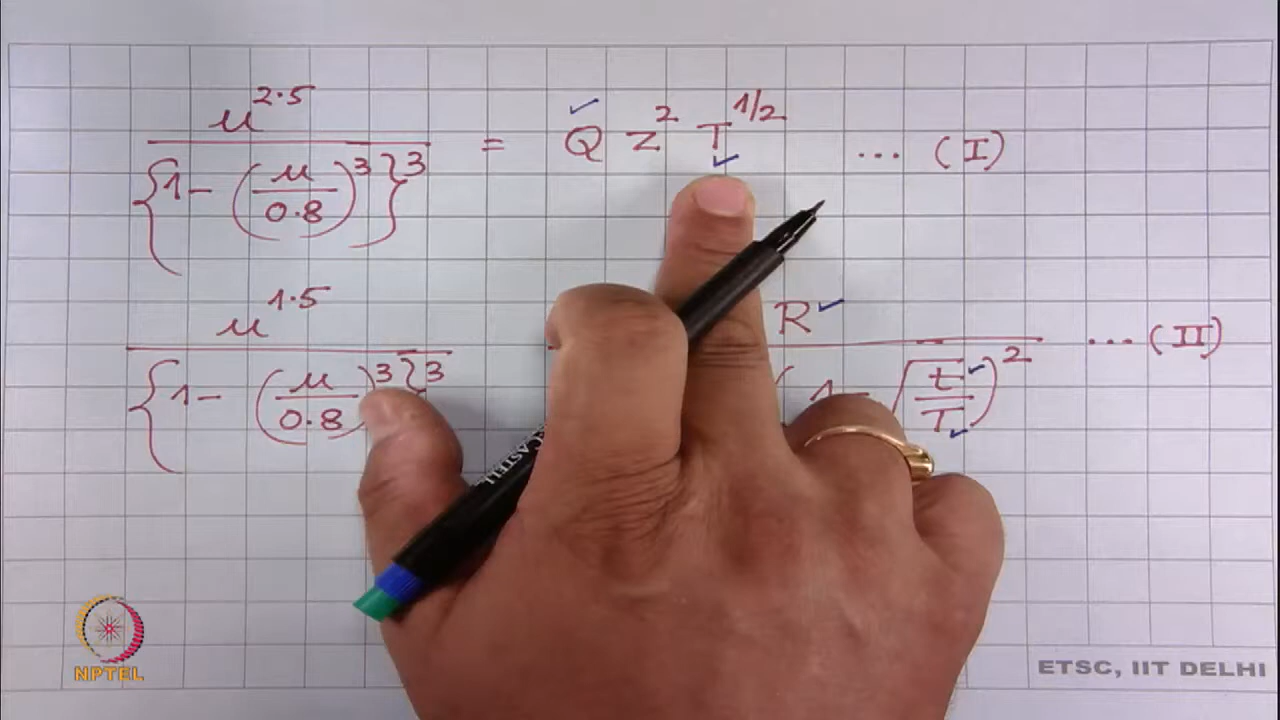 u^2.5 / {1 - (u/0.8)^3}^3 = Q z^2 T^1/2 ... (I)
u^1.5 / {1 - (u/0.8)^3}^3 R / (1 - √(t/T))^2 ... (II)
CASTELL
NPTEL
ETSC, IIT DELHI